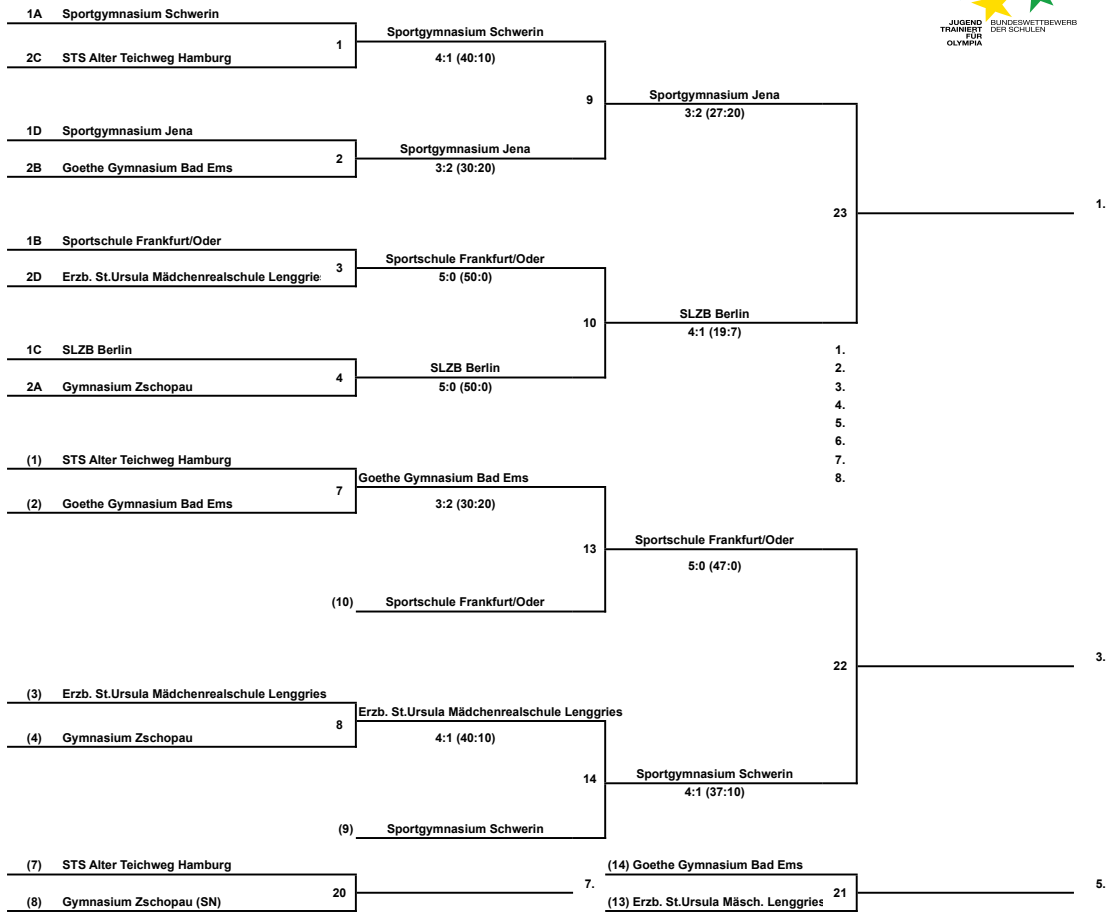 1A Sportgymnasium Schwerin
JUGEND TRAINIERT FÜR OLYMPIA
BUNDESWETTBEWERB DER SCHULEN
1 Sportgymnasium Schwerin
2C STS Alter Teichweg Hamburg
4:1 (40:10)
9 Sportgymnasium Jena
3:2 (27:20)
1D Sportgymnasium Jena
2 Sportgymnasium Jena
2B Goethe Gymnasium Bad Ems
3:2 (30:20)
23 1.
1B Sportschule Frankfurt/Oder
3 Sportschule Frankfurt/Oder
2D Erzb. St.Ursula Mädchenrealschule Lenggrie
5:0 (50:0)
10 SLZB Berlin
4:1 (19:7)
1C SLZB Berlin
4 SLZB Berlin
2A Gymnasium Zschopau
5:0 (50:0)
1.
2.
3.
4.
5.
6.
7.
8.
(1) STS Alter Teichweg Hamburg
7 Goethe Gymnasium Bad Ems
(2) Goethe Gymnasium Bad Ems
3:2 (30:20)
13 Sportschule Frankfurt/Oder
5:0 (47:0)
(10) Sportschule Frankfurt/Oder
22 3.
(3) Erzb. St.Ursula Mädchenrealschule Lenggries
8 Erzb. St.Ursula Mädchenrealschule Lenggries
(4) Gymnasium Zschopau
4:1 (40:10)
14 Sportgymnasium Schwerin
4:1 (37:10)
(9) Sportgymnasium Schwerin
(7) STS Alter Teichweg Hamburg
20 7.
(8) Gymnasium Zschopau (SN)
(14) Goethe Gymnasium Bad Ems
21 5.
(13) Erzb. St.Ursula Mäsch. Lenggries